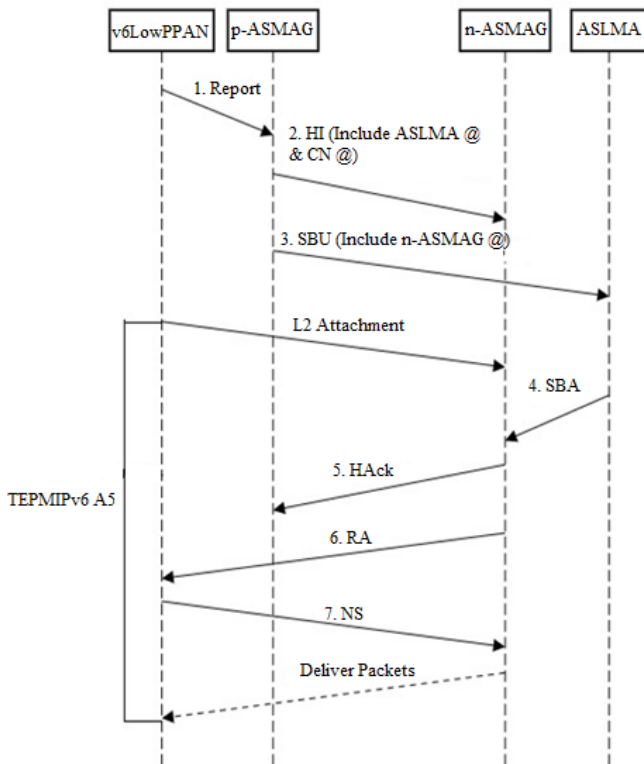 v6LowPPAN
p-ASMAG
n-ASMAG
ASLMA
1. Report
2. HI (Include ASLMA @
& CN @)
3. SBU (Include n-ASMAG @)
L2 Attachment
4. SBA
5. HAck
TEPMIPv6 A5
6. RA
7. NS
Deliver Packets